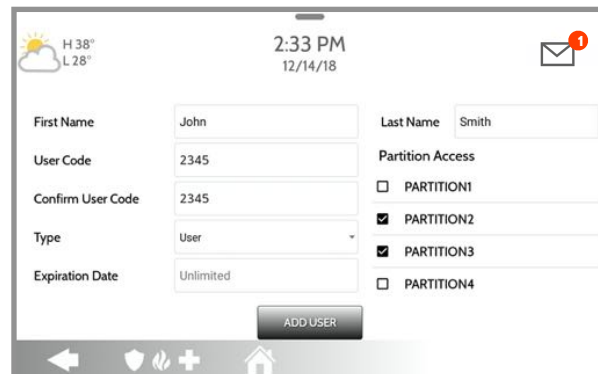 H 38°
L 28°
2:33 PM
12/14/18
1
First Name
John
Last Name
Smith
User Code
2345
Partition Access
Confirm User Code
2345
PARTITION1
PARTITION2
Type
User
PARTITION3
Expiration Date
Unlimited
PARTITION4
ADD USER